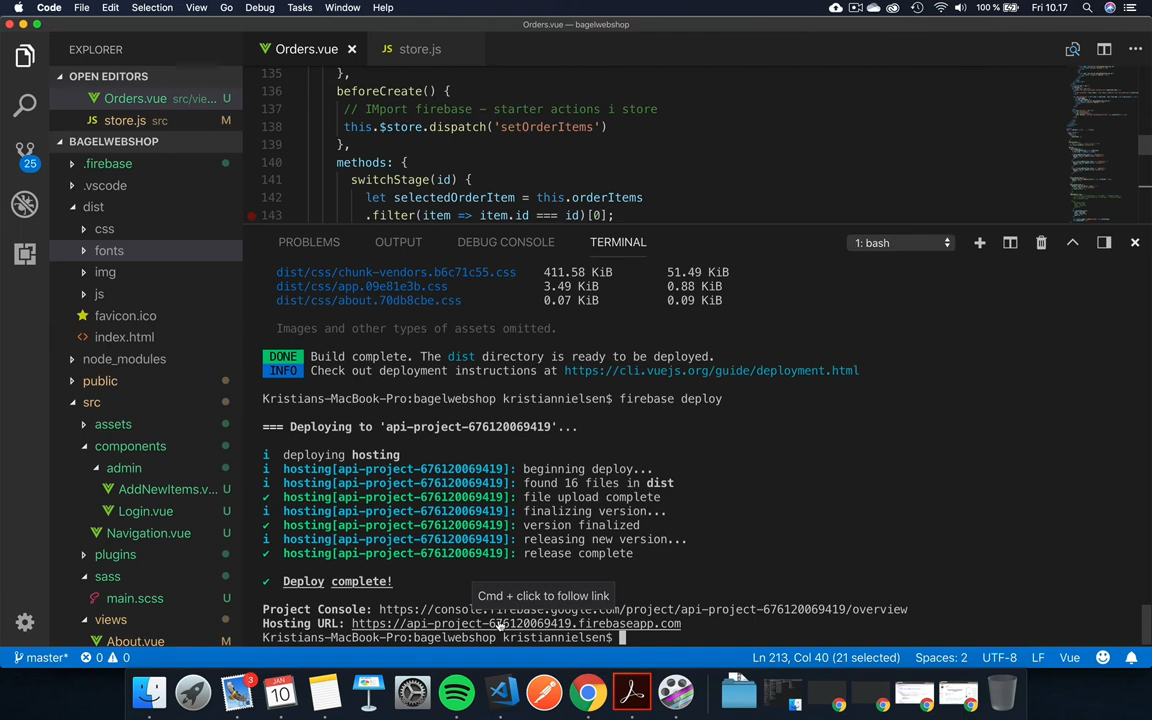 Code File Edit Selection View Go Debug Tasks Window Help 100 % Fri 10.17
Orders.vue — bagelwebshop
EXPLORER
OPEN EDITORS
Orders.vue src/vie... U
store.js src M
BAGELWEBSHOP
.firebase
.vscode
dist
css
fonts
img
js
favicon.ico
index.html
node_modules
public
src
assets
components
admin
AddNewItems.v... U
Login.vue U
Navigation.vue U
plugins
sass
main.scss U
views
About.vue U
25
Orders.vue
JS store.js
135 },
136 beforeCreate() {
137 // IMport firebase - starter actions i store
138 this.$store.dispatch('setOrderItems')
139 },
140 methods: {
141 switchStage(id) {
142 let selectedOrderItem = this.orderItems
143 .filter(item => item.id === id)[0];
PROBLEMS OUTPUT DEBUG CONSOLE TERMINAL 1: bash
dist/css/chunk-vendors.b6c71c55.css 411.58 KiB 51.49 KiB
dist/css/app.09e81e3b.css 3.49 KiB 0.88 KiB
dist/css/about.70db8cbe.css 0.07 KiB 0.09 KiB
Images and other types of assets omitted.
DONE Build complete. The dist directory is ready to be deployed.
INFO Check out deployment instructions at https://cli.vuejs.org/guide/deployment.html
Kristians-MacBook-Pro:bagelwebshop kristiannielsen$ firebase deploy
=== Deploying to 'api-project-676120069419'...
i deploying hosting
i hosting[api-project-676120069419]: beginning deploy...
i hosting[api-project-676120069419]: found 16 files in dist
✔ hosting[api-project-676120069419]: file upload complete
i hosting[api-project-676120069419]: finalizing version...
✔ hosting[api-project-676120069419]: version finalized
i hosting[api-project-676120069419]: releasing new version...
✔ hosting[api-project-676120069419]: release complete
✔ Deploy complete!
Cmd + click to follow link
Project Console: https://console.firebase.google.com/project/api-project-676120069419/overview
Hosting URL: https://api-project-676120069419.firebaseapp.com
Kristians-MacBook-Pro:bagelwebshop kristiannielsen$
master* 0 0 Ln 213, Col 40 (21 selected) Spaces: 2 UTF-8 LF Vue
3
JAN
10